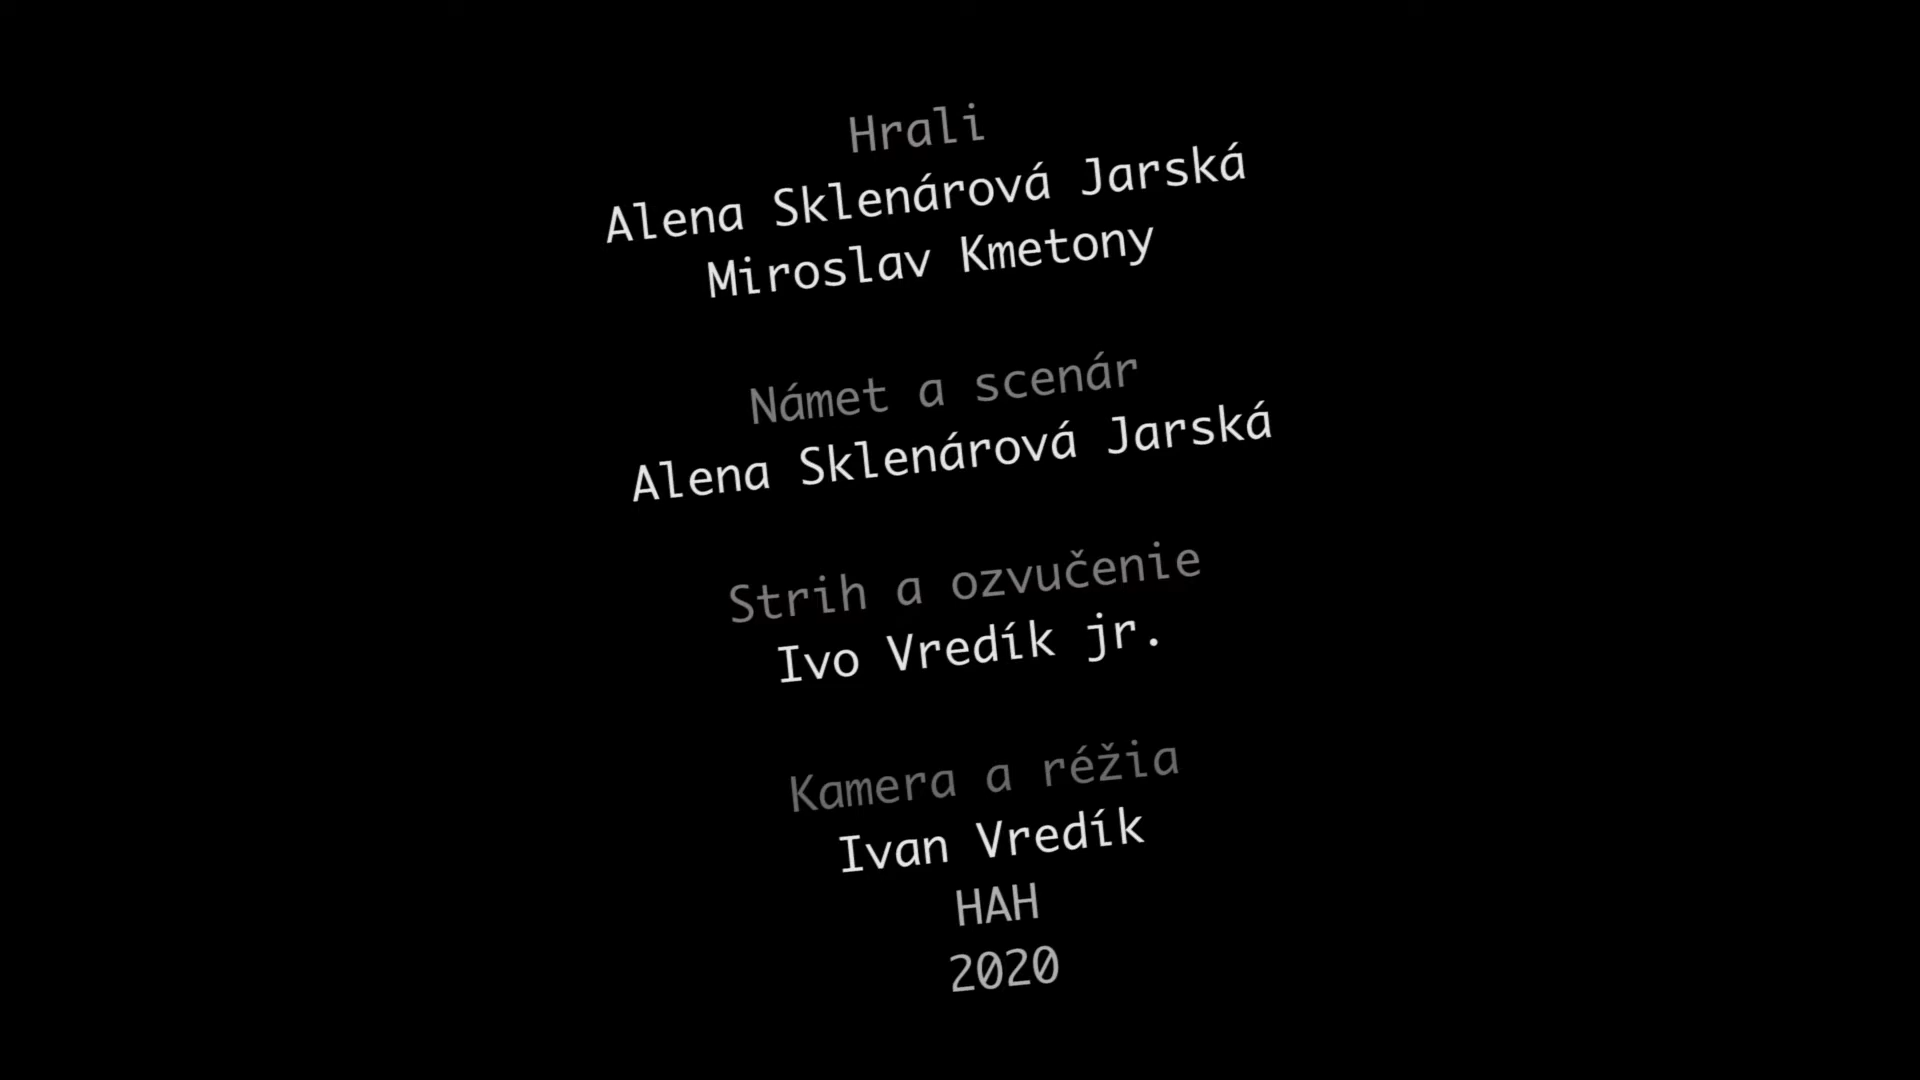 Hrali
Alena Sklenárová Jarská
Miroslav Kmetony
Námet a scenár
Alena Sklenárová Jarská
Strih a ozvučenie
Ivo Vredík jr.
Kamera a réžia
Ivan Vredík
HAH
2020